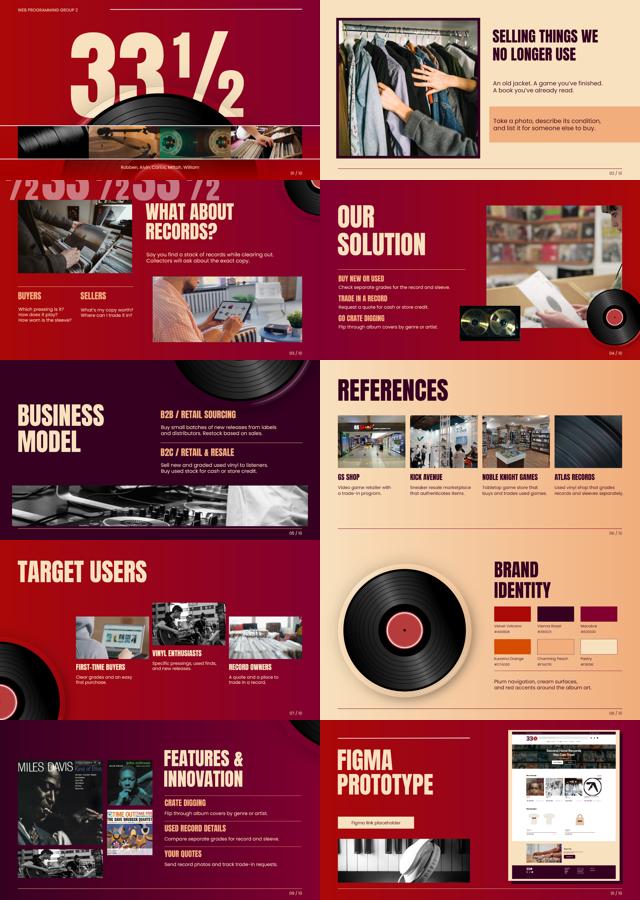 WEB PROGRAMMING GROUP 2
33 1/2
01 / 10
SELLING THINGS WE
NO LONGER USE
An old jacket. A game you've finished.
A book you've already read.
Take a photo, describe its condition,
and list it for someone else to buy.
02 / 10
WHAT ABOUT
RECORDS?
Say you find a stack of records while clearing out.
Collectors will ask about the exact copy.
BUYERS
Which pressing is it?
How does it play?
How worn is the sleeve?
SELLERS
What's my copy worth?
Where can I trade it in?
03 / 10
OUR
SOLUTION
BUY NEW OR USED
Check separate grades for the record and sleeve.
TRADE IN A RECORD
Request a quote for cash or store credit.
GO CRATE DIGGING
Flip through album covers by genre or artist.
04 / 10
BUSINESS
MODEL
B2B / RETAIL SOURCING
Buy small batches of new releases from labels
and distributors. Restock based on sales.
B2C / RETAIL & RESALE
Sell new and graded used vinyl to listeners.
Buy used stock for cash or store credit.
05 / 10
REFERENCES
GS SHOP
Video game retailer with
a trade-in program.
KICK AVENUE
Sneaker resale marketplace
that authenticates items.
NOBLE KNIGHT GAMES
Tabletop game store that
buys and trades used games.
ATLAS RECORDS
Used vinyl shop that grades
records and sleeves separately.
06 / 10
TARGET USERS
FIRST-TIME BUYERS
Clear grades and an easy
first purchase.
VINYL ENTHUSIASTS
Specific pressings, used finds,
and new releases.
RECORD OWNERS
A quote and a place to
trade in a record.
07 / 10
BRAND
IDENTITY
Plum navigation, cream surfaces,
and red accents around the album art.
08 / 10
FEATURES &
INNOVATION
CRATE DIGGING
Flip through album covers by genre or artist.
USED RECORD DETAILS
Compare separate grades for record and sleeve.
YOUR QUOTES
Send record photos and track trade-in requests.
MILES DAVIS
TIME OUT
THE DAVE BRUBECK QUARTET
09 / 10
FIGMA
PROTOTYPE
Figma link placeholder
10 / 10